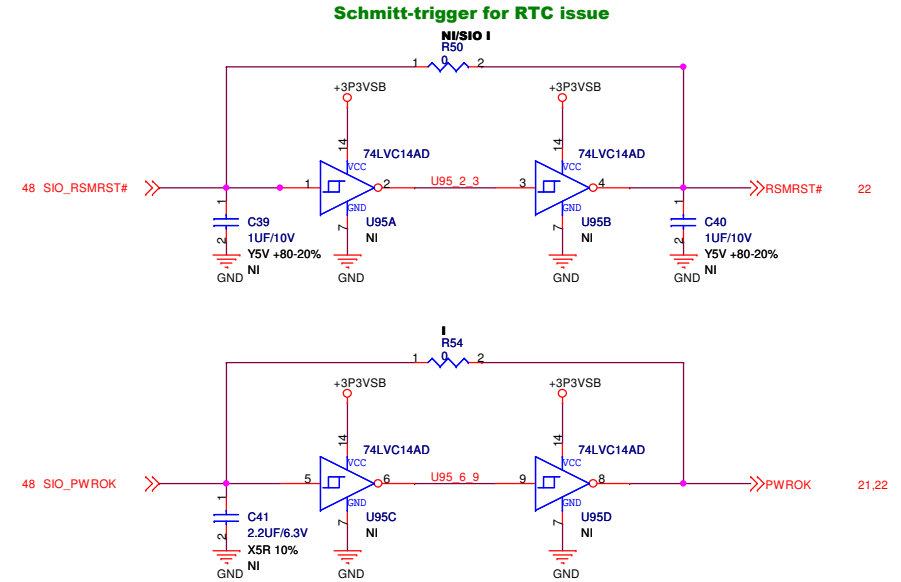 Schmitt-trigger for RTC issue
NI/SIO I
R50
1 0 2
+3P3VSB +3P3VSB
14 14
74LVC14AD 74LVC14AD
VCC VCC
48 SIO_RSMRST# 1 2 U95_2_3 3 4 RSMRST# 22
GND GND
1 C39 7 U95A 7 U95B 1 C40
2 1UF/10V NI NI 2 1UF/10V
Y5V +80-20% Y5V +80-20%
NI NI
GND GND GND GND
I
R54
1 0 2
+3P3VSB +3P3VSB
14 14
74LVC14AD 74LVC14AD
VCC VCC
48 SIO_PWROK 5 6 U95_6_9 9 8 PWROK 21,22
GND GND
1 C41 7 U95C 7 U95D
2 2.2UF/6.3V NI NI
X5R 10%
NI
GND GND GND